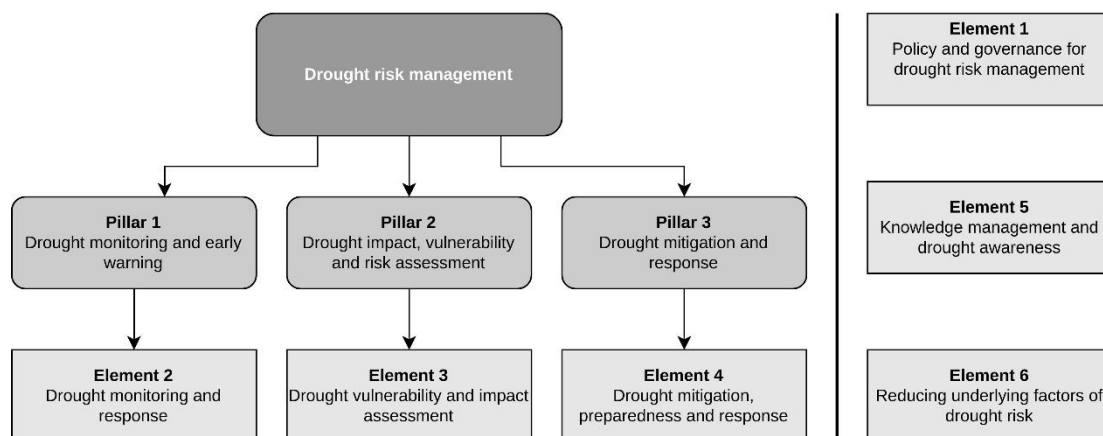 Drought risk management
Pillar 1
Drought monitoring and early
warning
Pillar 2
Drought impact, vulnerability
and risk assessment
Pillar 3
Drought mitigation and
response
Element 2
Drought monitoring and
response
Element 3
Drought vulnerability and impact
assessment
Element 4
Drought mitigation,
preparedness and response
Element 1
Policy and governance for
drought risk management
Element 5
Knowledge management and
drought awareness
Element 6
Reducing underlying factors of
drought risk